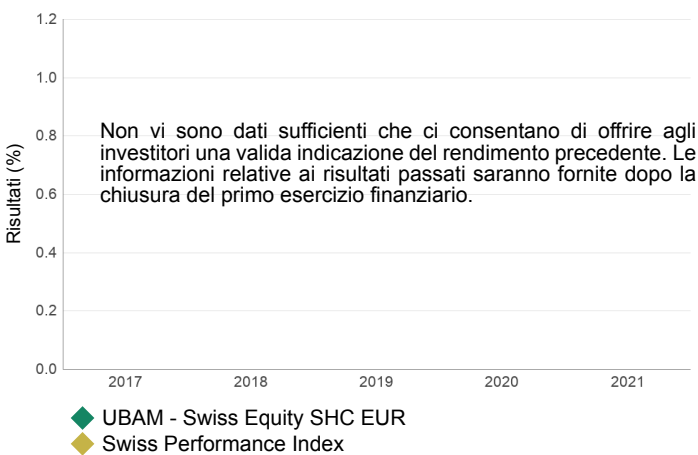 1.2
1.0
0.8
0.6
0.4
0.2
0.0
Risultati (%)
Non vi sono dati sufficienti che ci consentano di offrire agli
investitori una valida indicazione del rendimento precedente. Le
informazioni relative ai risultati passati saranno fornite dopo la
chiusura del primo esercizio finanziario.
2017 2018 2019 2020 2021
UBAM - Swiss Equity SHC EUR
Swiss Performance Index